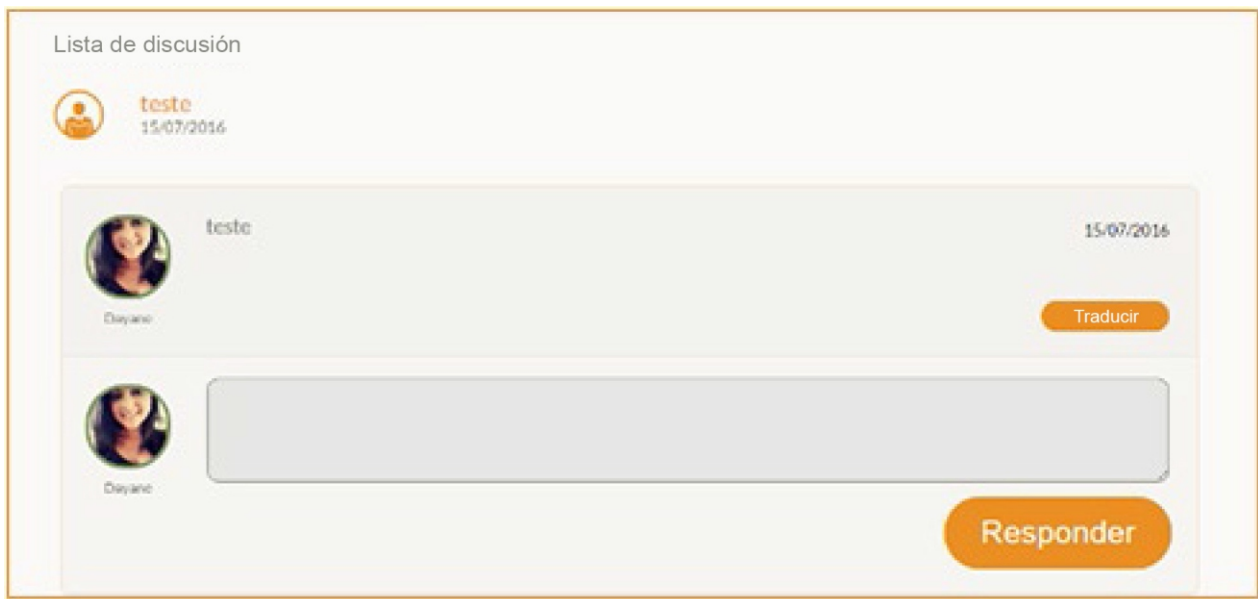 Lista de discusión
teste
15/07/2016
teste
15/07/2016
Dayane
Traducir
Dayane
Responder